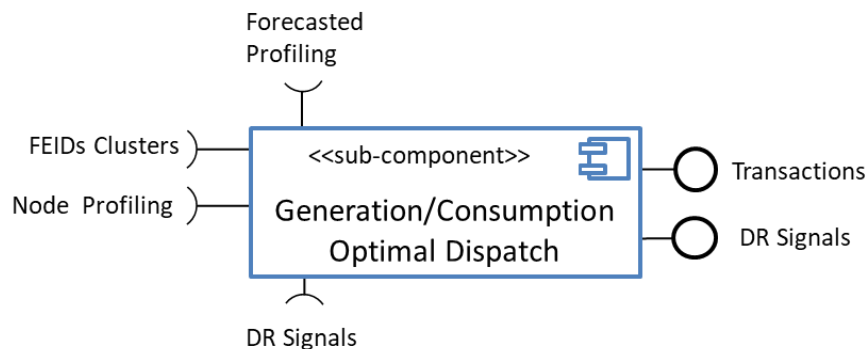 Forecasted
Profiling
FEIDs Clusters
<<sub-component>>
Transactions
Node Profiling
Generation/Consumption
Optimal Dispatch
DR Signals
DR Signals